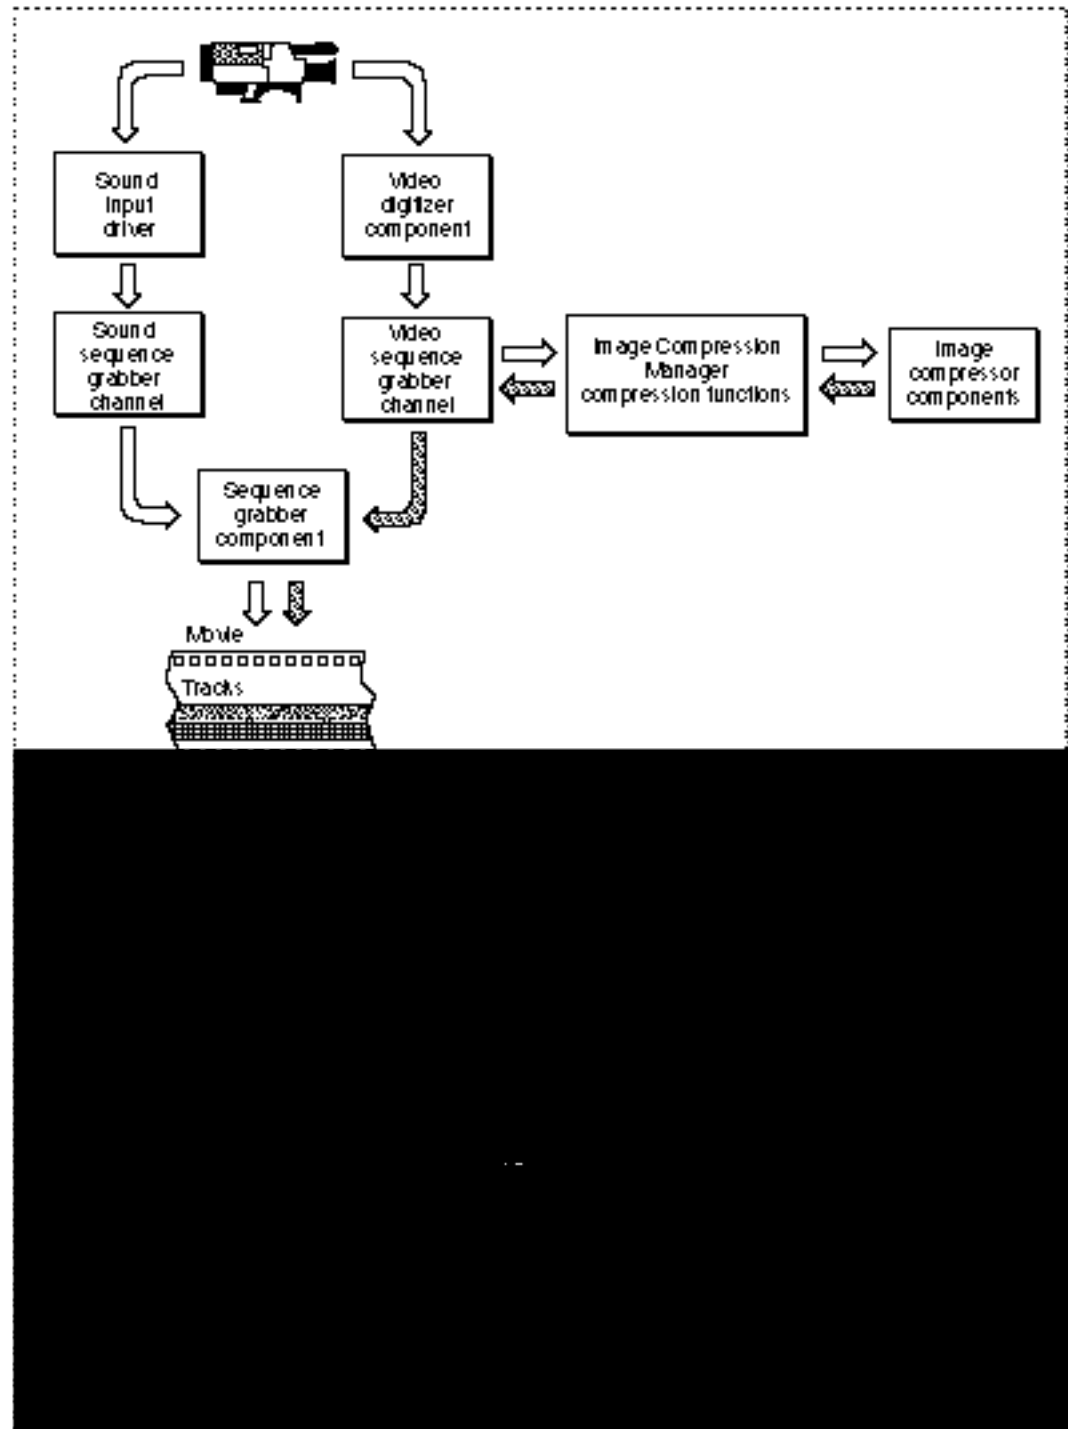 Sound
input
driver
Video
digitizer
component
Sound
sequence
grabber
channel
Video
sequence
grabber
channel
Image Compression
Manager
compression functions
Image
compressor
components
Sequence
grabber
component
Movie
Tracks